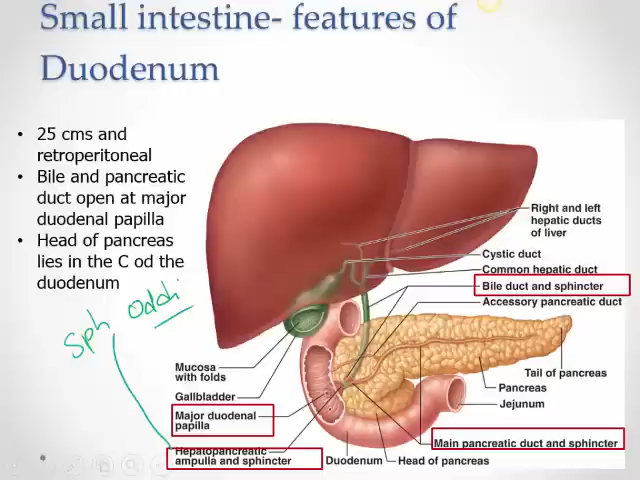 Small intestine- features of
Duodenum
• 25 cms and
retroperitoneal
• Bile and pancreatic
duct open at major
duodenal papilla
• Head of pancreas
lies in the C od the
duodenum
Sph Oddi
Right and left
hepatic ducts
of liver
Cystic duct
Common hepatic duct
Bile duct and sphincter
Accessory pancreatic duct
Mucosa
with folds
Gallbladder
Major duodenal
papilla
Hepatopancreatic
ampulla and sphincter
Duodenum
Head of pancreas
Tail of pancreas
Pancreas
Jejunum
Main pancreatic duct and sphincter